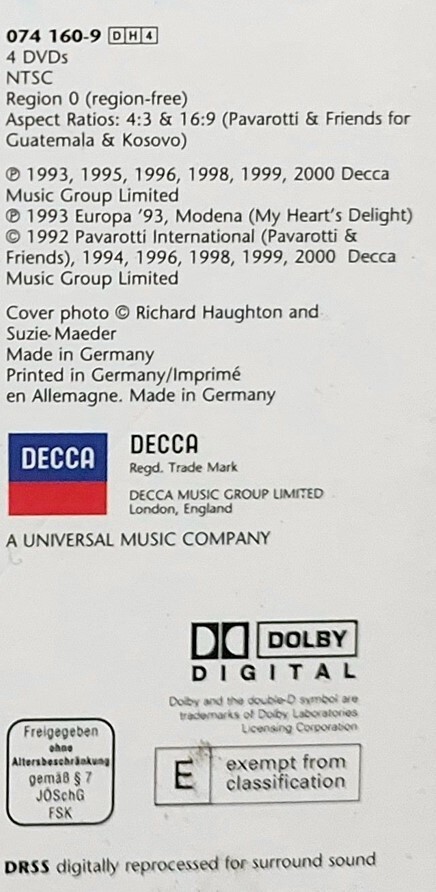 074 160-9 DH4
4 DVDs
NTSC
Region 0 (region-free)
Aspect Ratios: 4:3 & 16:9 (Pavarotti & Friends for
Guatemala & Kosovo)
℗ 1993, 1995, 1996, 1998, 1999, 2000 Decca
Music Group Limited
℗ 1993 Europa '93, Modena (My Heart's Delight)
© 1992 Pavarotti International (Pavarotti &
Friends), 1994, 1996, 1998, 1999, 2000 Decca
Music Group Limited
Cover photo © Richard Haughton and
Suzie Maeder
Made in Germany
Printed in Germany/Imprimé
en Allemagne. Made in Germany
DECCA
DECCA
Regd. Trade Mark
DECCA MUSIC GROUP LIMITED
London, England
A UNIVERSAL MUSIC COMPANY
DOLBY
DIGITAL
Dolby and the double-D symbol are
trademarks of Dolby Laboratories
Licensing Corporation
Freigegeben
ohne
Altersbeschränkung
gemäß § 7
JÖSchG
FSK
E
exempt from
classification
DRSS digitally reprocessed for surround sound